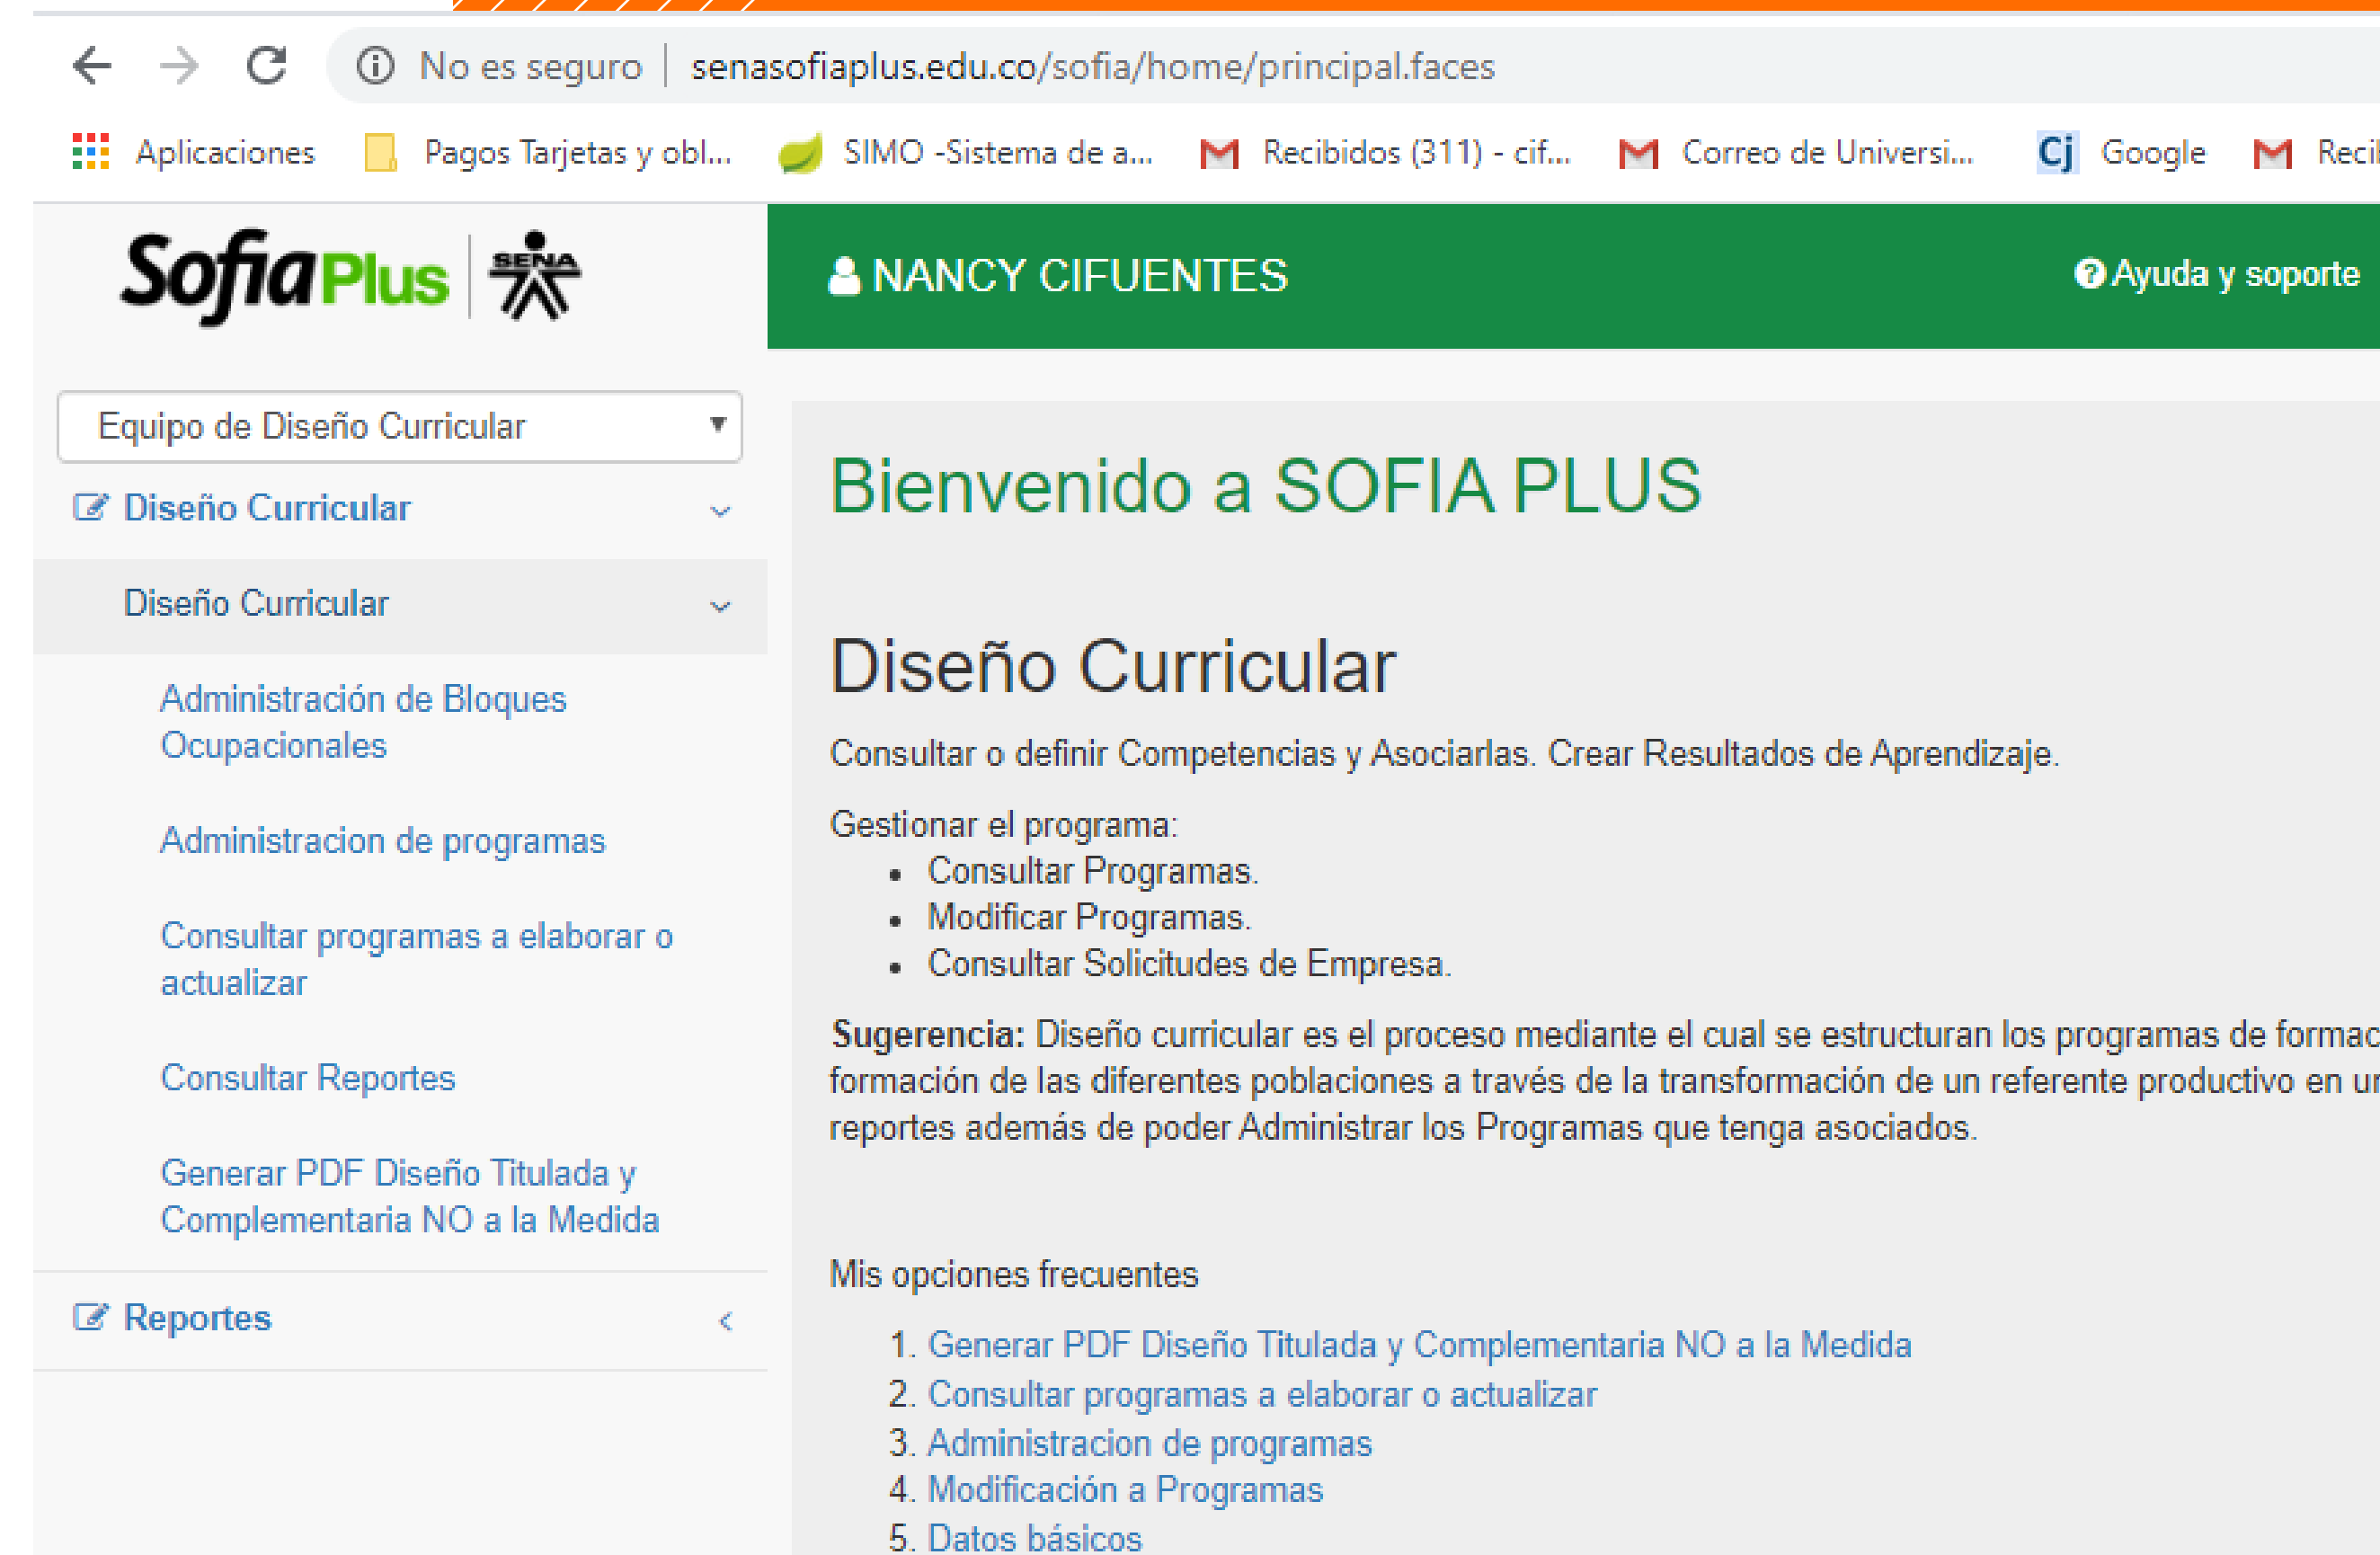 No es seguro | senasofiaplus.edu.co/sofia/home/principal.faces
Aplicaciones Pagos Tarjetas y obl... SIMO -Sistema de a... Recibidos (311) - cif... Correo de Universi... Cj Google Recib
Sofia Plus SENA
NANCY CIFUENTES
Ayuda y soporte
Equipo de Diseño Curricular
Diseño Curricular
Diseño Curricular
Administración de Bloques
Ocupacionales
Administracion de programas
Consultar programas a elaborar o
actualizar
Consultar Reportes
Generar PDF Diseño Titulada y
Complementaria NO a la Medida
Reportes
Bienvenido a SOFIA PLUS
Diseño Curricular
Consultar o definir Competencias y Asociarlas. Crear Resultados de Aprendizaje.
Gestionar el programa:
• Consultar Programas.
• Modificar Programas.
• Consultar Solicitudes de Empresa.
Sugerencia: Diseño curricular es el proceso mediante el cual se estructuran los programas de formac
formación de las diferentes poblaciones a través de la transformación de un referente productivo en un
reportes además de poder Administrar los Programas que tenga asociados.
Mis opciones frecuentes
1. Generar PDF Diseño Titulada y Complementaria NO a la Medida
2. Consultar programas a elaborar o actualizar
3. Administracion de programas
4. Modificación a Programas
5. Datos básicos